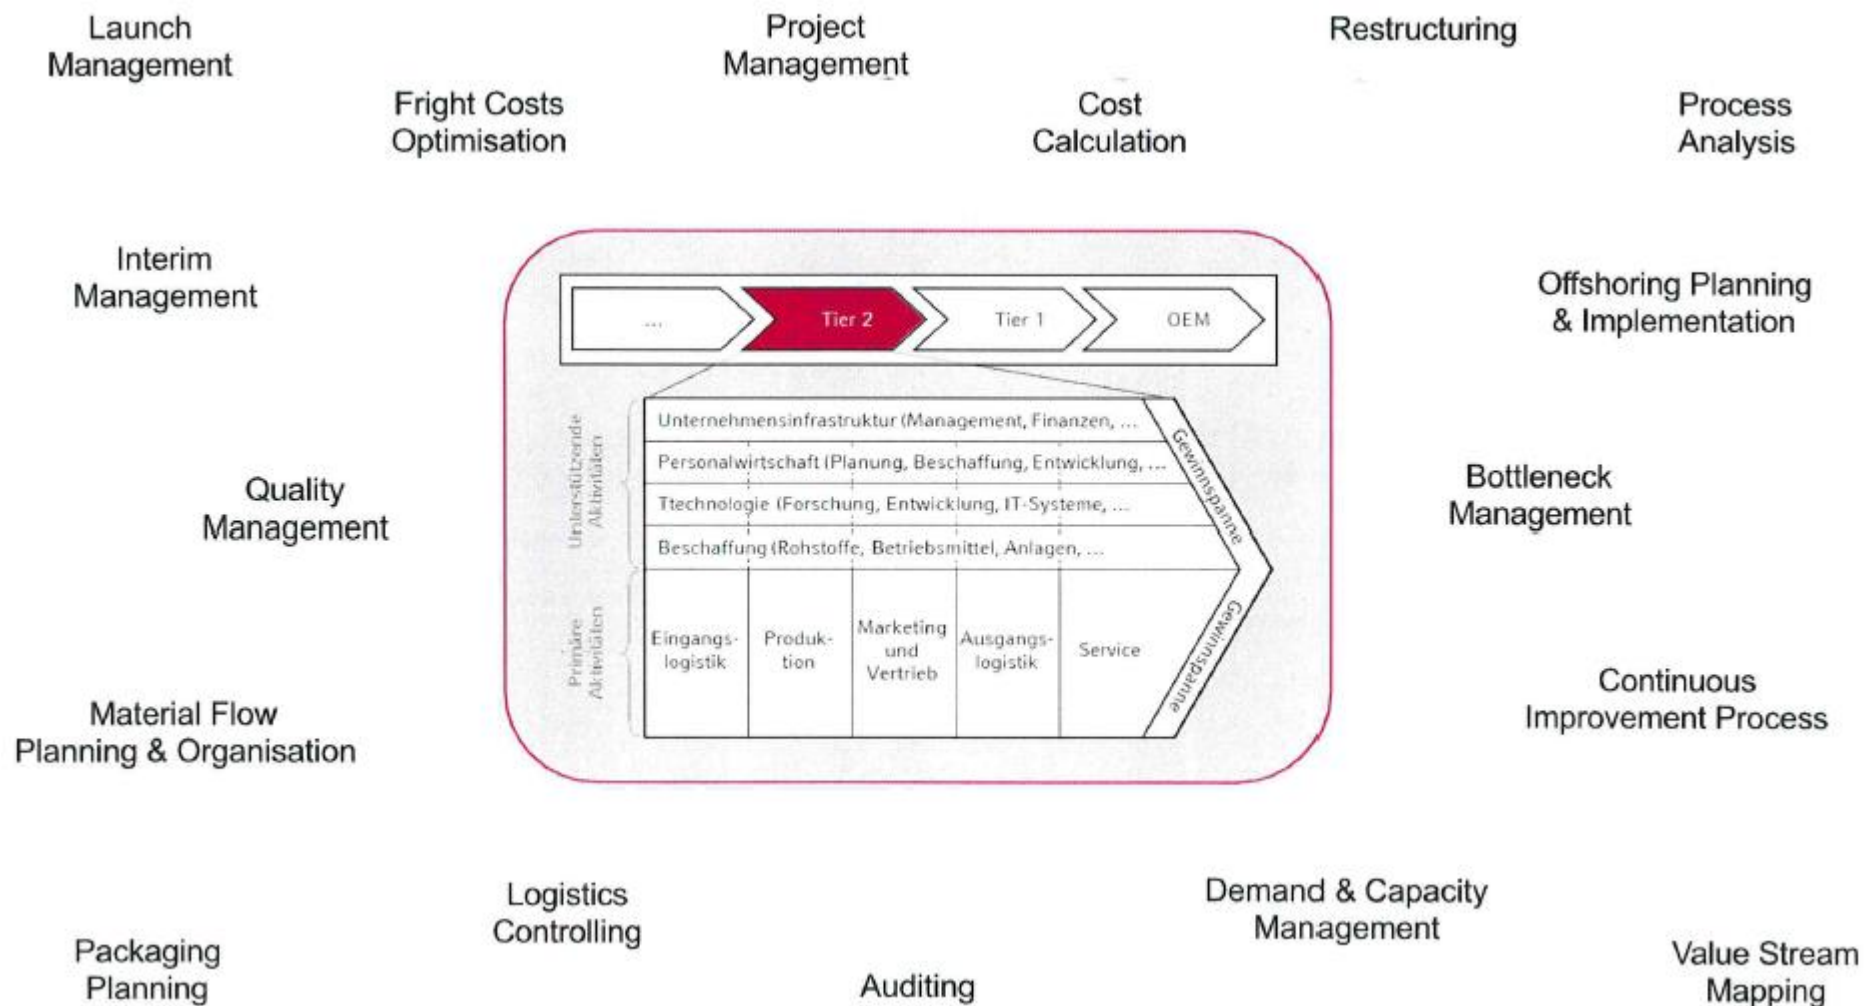 Launch
Management
Project
Management
Restructuring
Fright Costs
Optimisation
Cost
Calculation
Process
Analysis
Interim
Management
Offshoring Planning
& Implementation
...
Tier 2
Tier 1
OEM
Unterstützende
Aktivitäten
Unternehmensinfrastruktur (Management, Finanzen, ...
Personalwirtschaft (Planung, Beschaffung, Entwicklung, ...
Ttechnologie (Forschung, Entwicklung, IT-Systeme, ...
Beschaffung (Rohstoffe, Betriebsmittel, Anlagen, ...
Gewinnspanne
Quality
Management
Bottleneck
Management
Primäre
Aktivitäten
Eingangs-
logistik
Produk-
tion
Marketing
und
Vertrieb
Ausgangs-
logistik
Service
Gewinnspanne
Material Flow
Planning & Organisation
Continuous
Improvement Process
Logistics
Controlling
Demand & Capacity
Management
Packaging
Planning
Auditing
Value Stream
Mapping